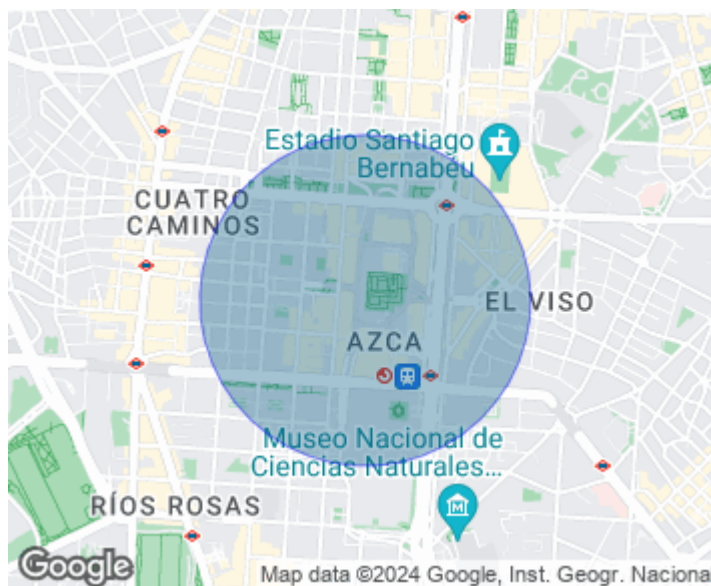 Estadio Santiago
Bernabéu
CUATRO
CAMINOS
EL VISO
AZCA
Museo Nacional de
Ciencias Naturales...
RÍOS ROSAS
M
Google
Map data ©2024 Google, Inst. Geogr. Naciona